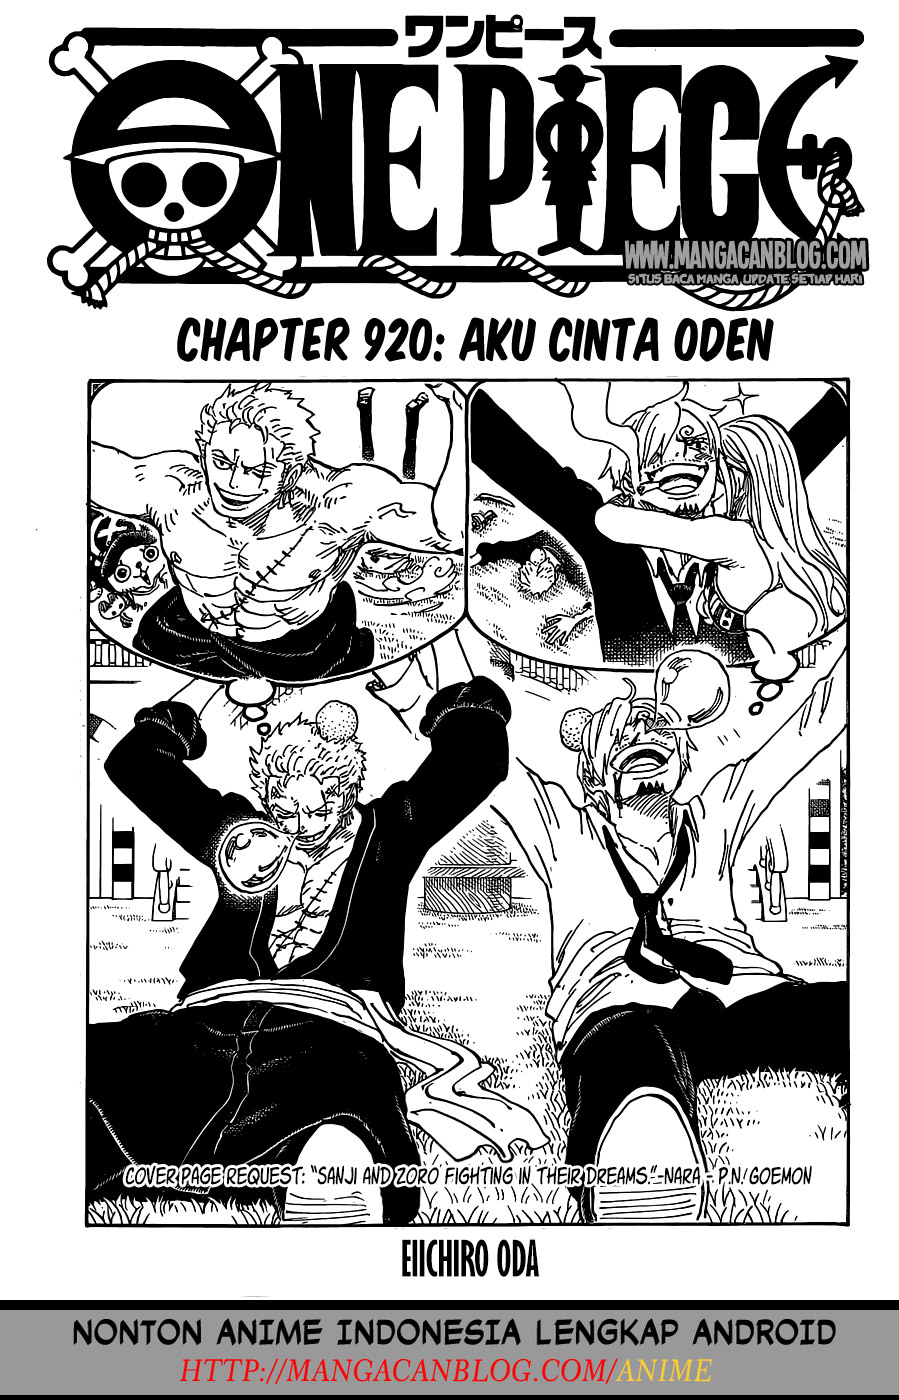 ワンピース
ONE PIECE
WWW.MANGACANBLOG.COM
SITUS BACA MANGA UPDATE SETIAP HARI
CHAPTER 920: AKU CINTA ODEN
COVER PAGE REQUEST: "SANJI AND ZORO FIGHTING IN THEIR DREAMS."-NARA - P.N. GOEMON
EIICHIRO ODA
NONTON ANIME INDONESIA LENGKAP ANDROID
HTTP://MANGACANBLOG.COM/ANIME